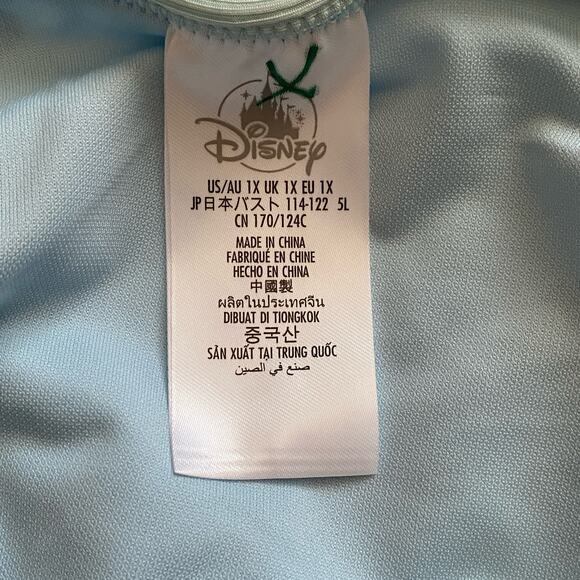 Disney
US/AU 1X UK 1X EU 1X
JP日本バスト 114-122 5L
CN 170/124C
MADE IN CHINA
FABRIQUÉ EN CHINE
HECHO EN CHINA
中國製
ผลิตในประเทศจีน
DIBUAT DI TIONGKOK
중국산
SẢN XUẤT TẠI TRUNG QUỐC
صنع في الصين